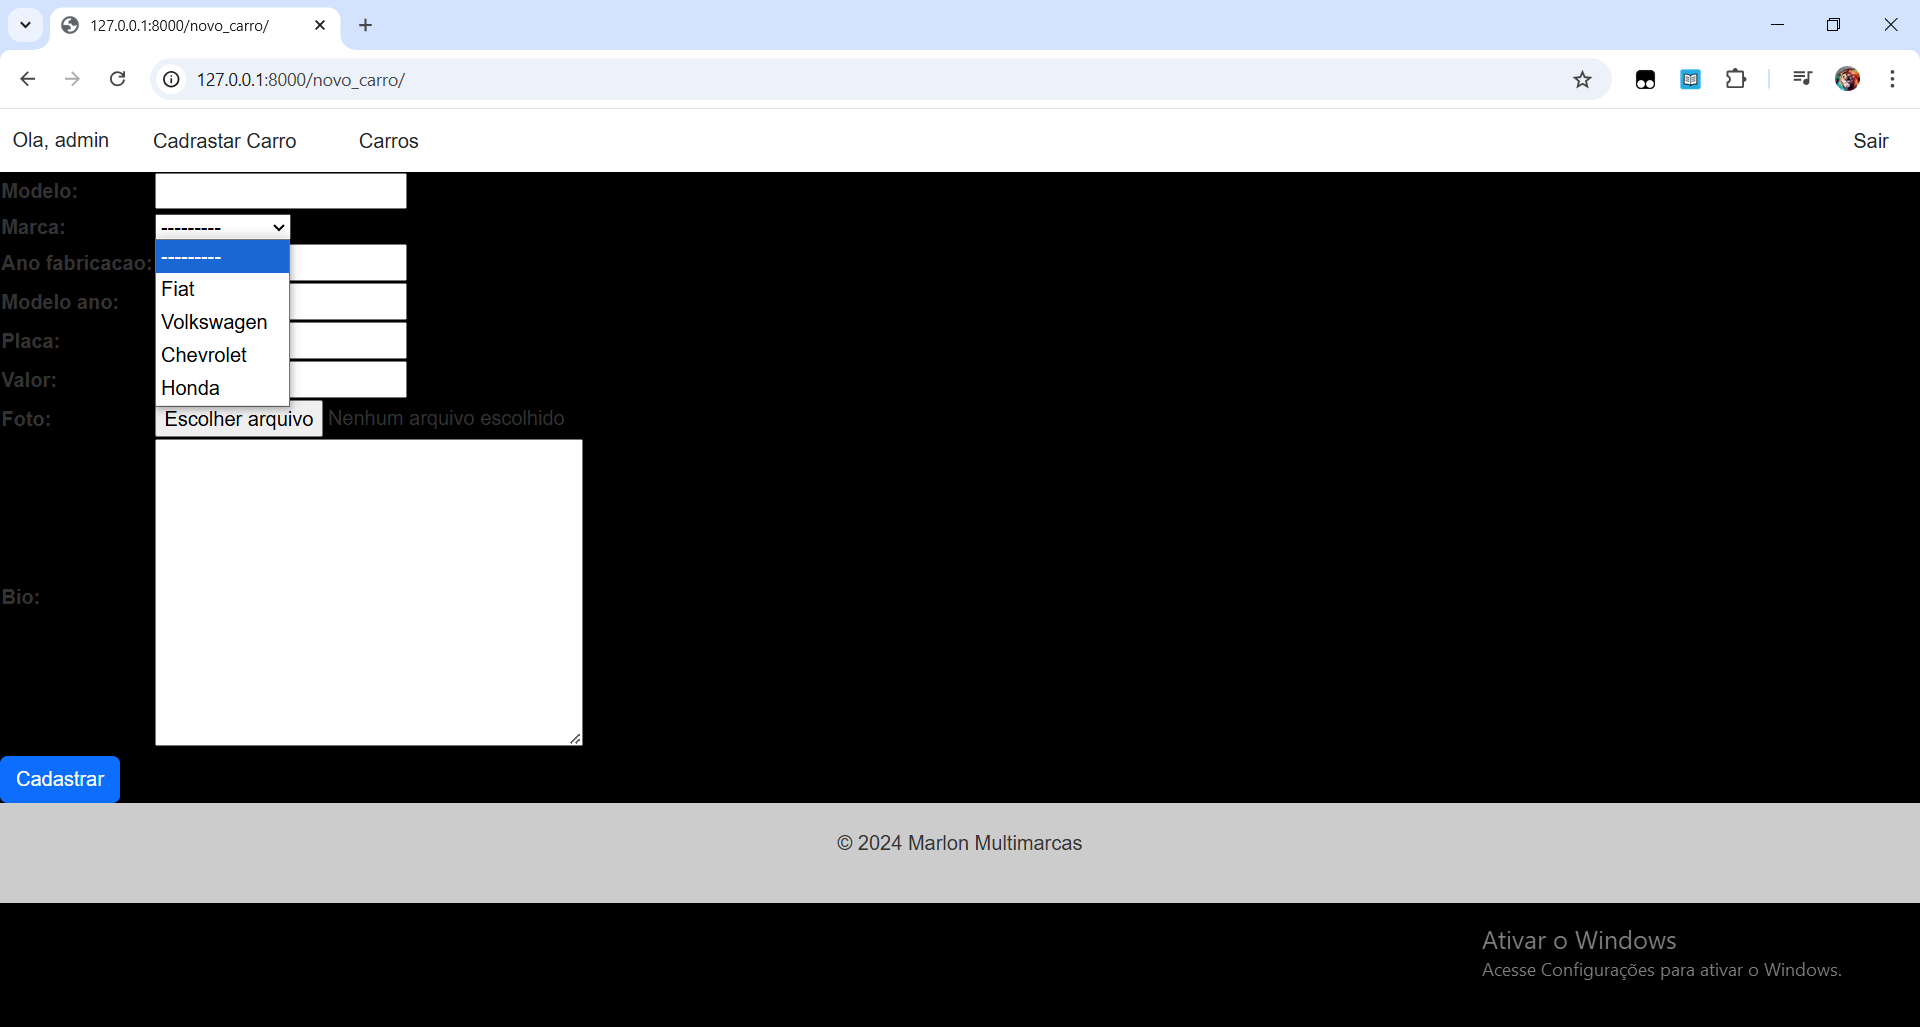 127.0.0.1:8000/novo_carro/
127.0.0.1:8000/novo_carro/
Ola, admin Cadrastar Carro Carros Sair
Modelo:
Marca: ---------
---------
Ano fabricacao:
Fiat
Modelo ano:
Volkswagen
Placa:
Chevrolet
Valor:
Honda
Foto: Escolher arquivo Nenhum arquivo escolhido
Bio:
Cadastrar
© 2024 Marlon Multimarcas
Ativar o Windows
Acesse Configurações para ativar o Windows.